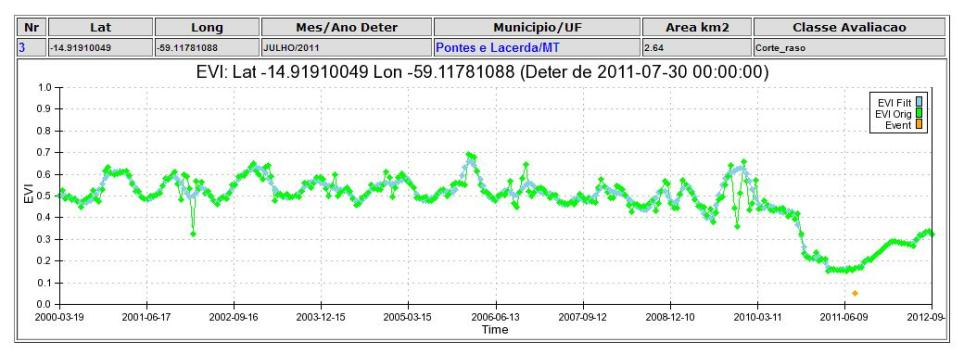 Nr Lat Long Mes/Ano Deter Municipio/UF Area km2 Classe Avaliacao
3 -14.91910049 -59.11781088 JULHO/2011 Pontes e Lacerda/MT 2.64 Corte_raso
EVI: Lat -14.91910049 Lon -59.11781088 (Deter de 2011-07-30 00:00:00)
1.0
0.9
0.8
0.7
0.6
0.5
0.4
0.3
0.2
0.1
0.0
EVI
EVI Filt
EVI Orig
Event
2000-03-19 2001-06-17 2002-09-16 2003-12-15 2005-03-15 2006-06-13 2007-09-12 2008-12-10 2010-03-11 2011-06-09 2012-09-
Time